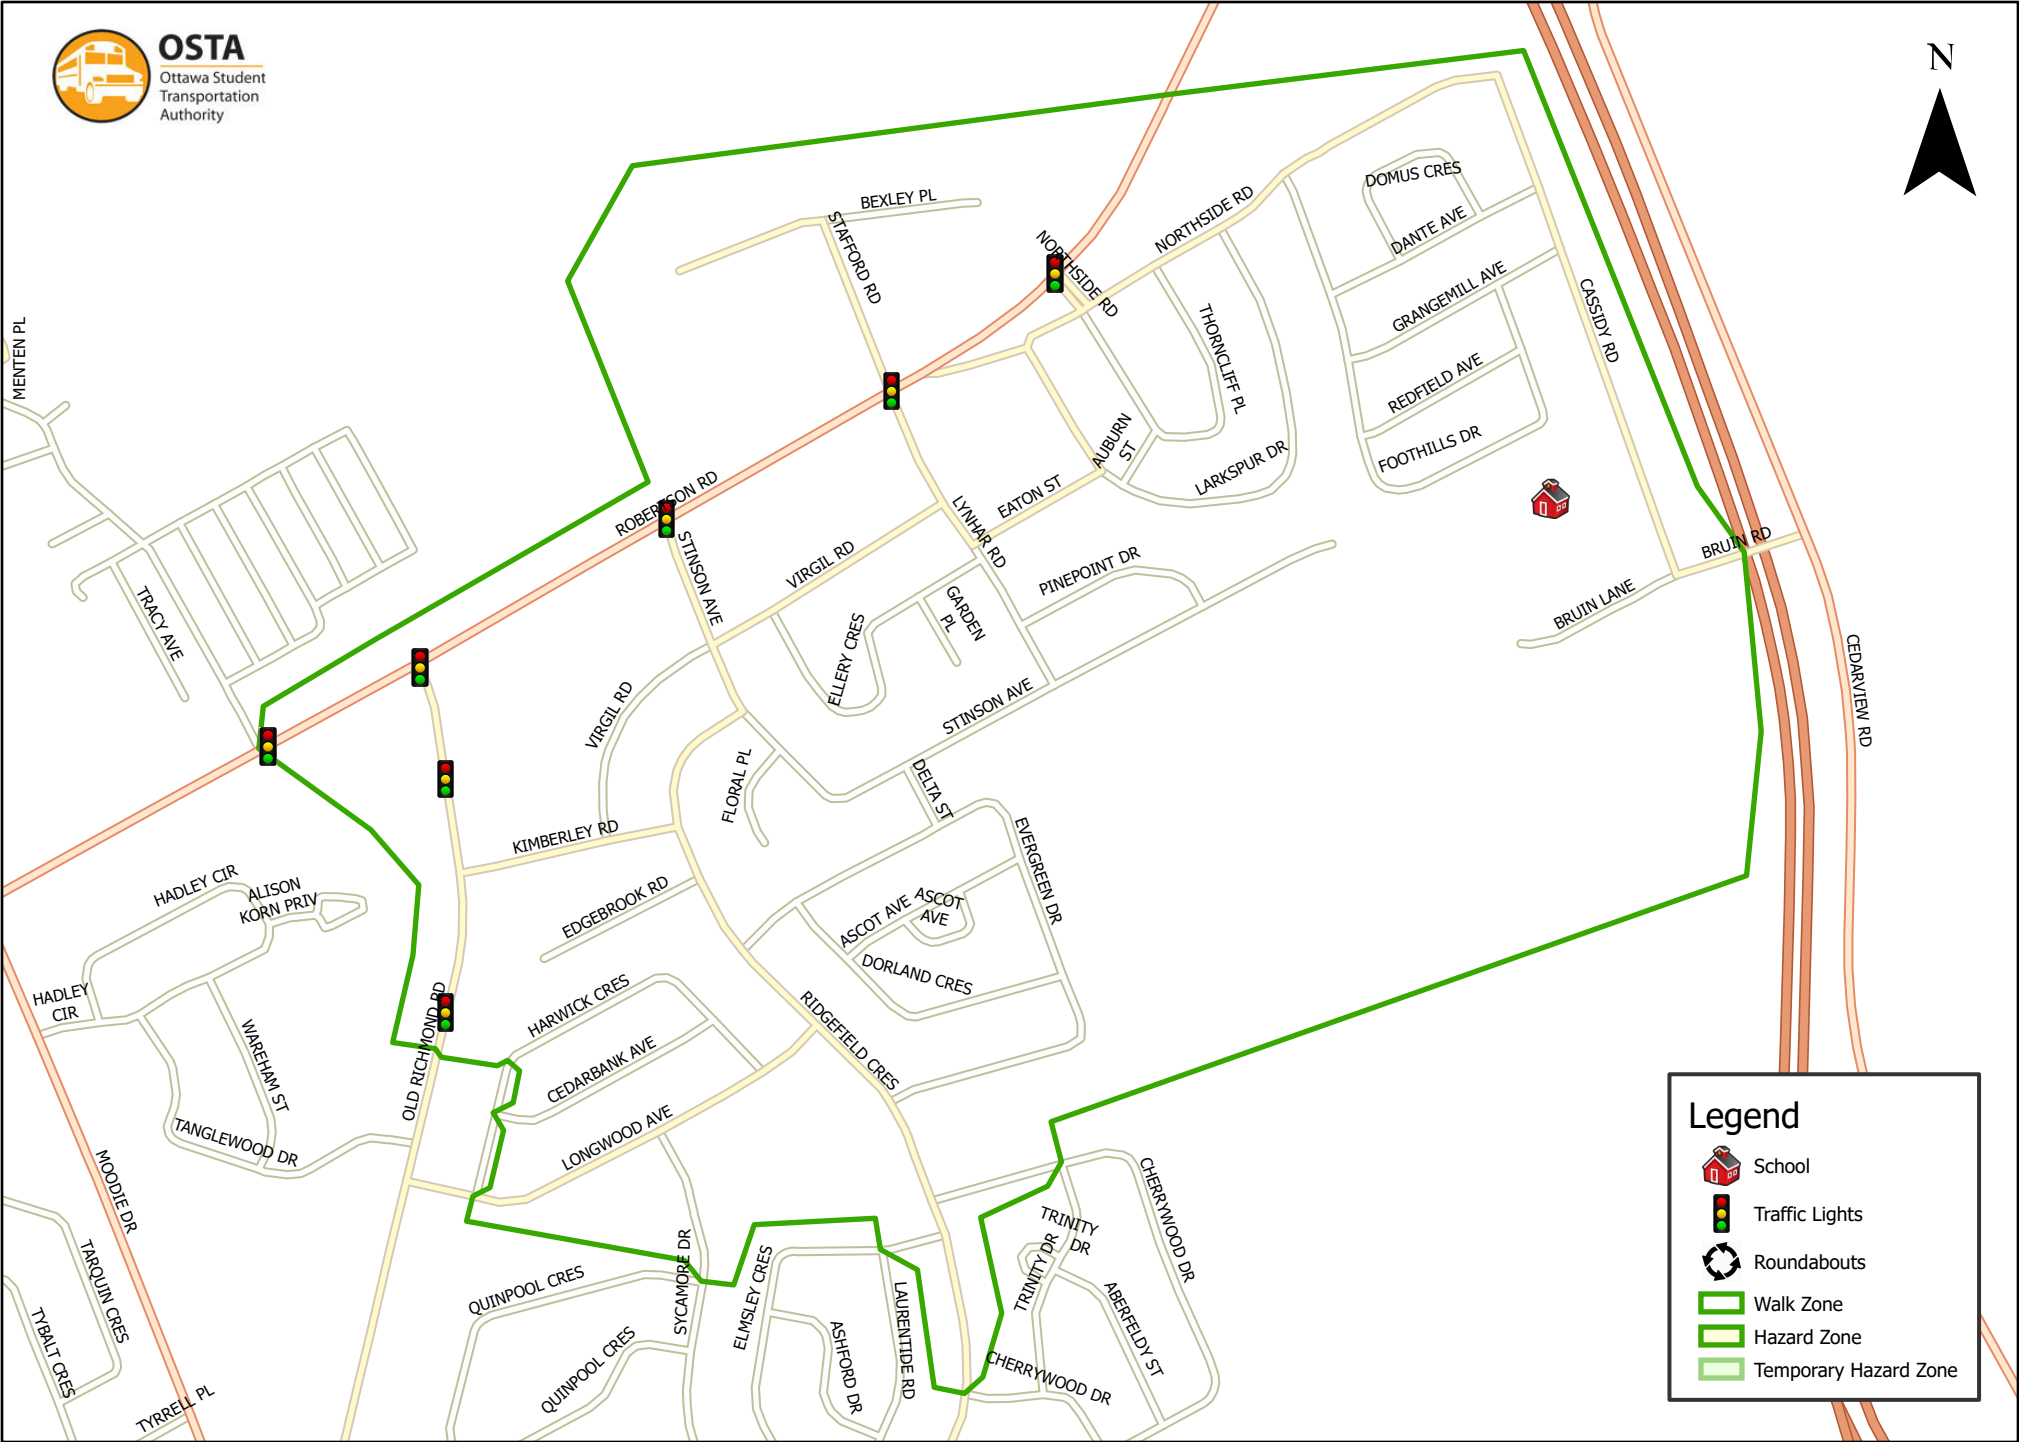 OSTA
Ottawa Student
Transportation
Authority
N
BEXLEY PL
STAFFORD RD
NORTHSIDE RD
NORTHSIDE RD
DOMUS CRES
DANTE AVE
GRANGEMILL AVE
CASSIDY RD
THORNCLIFF PL
REDFIELD AVE
FOOTHILLS DR
MENTEN PL
AUBURN
ST
LARKSPUR DR
ROBERTSON RD
EATON ST
LYNHAR RD
STINSON AVE
VIRGIL RD
PINEPOINT DR
BRUIN RD
BRUIN LANE
TRACY AVE
GARDEN
PL
ELLERY CRES
CEDARVIEW RD
VIRGIL RD
STINSON AVE
FLORAL PL
DELTA ST
KIMBERLEY RD
EVERGREEN DR
HADLEY CIR
ALISON
KORN PRIV
EDGEBROOK RD
ASCOT AVE
ASCOT
AVE
DORLAND CRES
HADLEY
CIR
HARWICK CRES
RIDGEFIELD CRES
OLD RICHMOND RD
WAREHAM ST
CEDARBANK AVE
LONGWOOD AVE
TANGLEWOOD DR
MOODIE DR
CHERRYWOOD DR
TRINITY
DR
TRINITY DR
SYCAMORE DR
ELMSLEY CRES
QUINPOOL CRES
TARQUIN CRES
LAURENTIDE RD
ABERFELDY ST
TYBALT CRES
QUINPOOL CRES
ASHFORD DR
CHERRYWOOD DR
TYRRELL PL
Legend
School
Traffic Lights
Roundabouts
Walk Zone
Hazard Zone
Temporary Hazard Zone